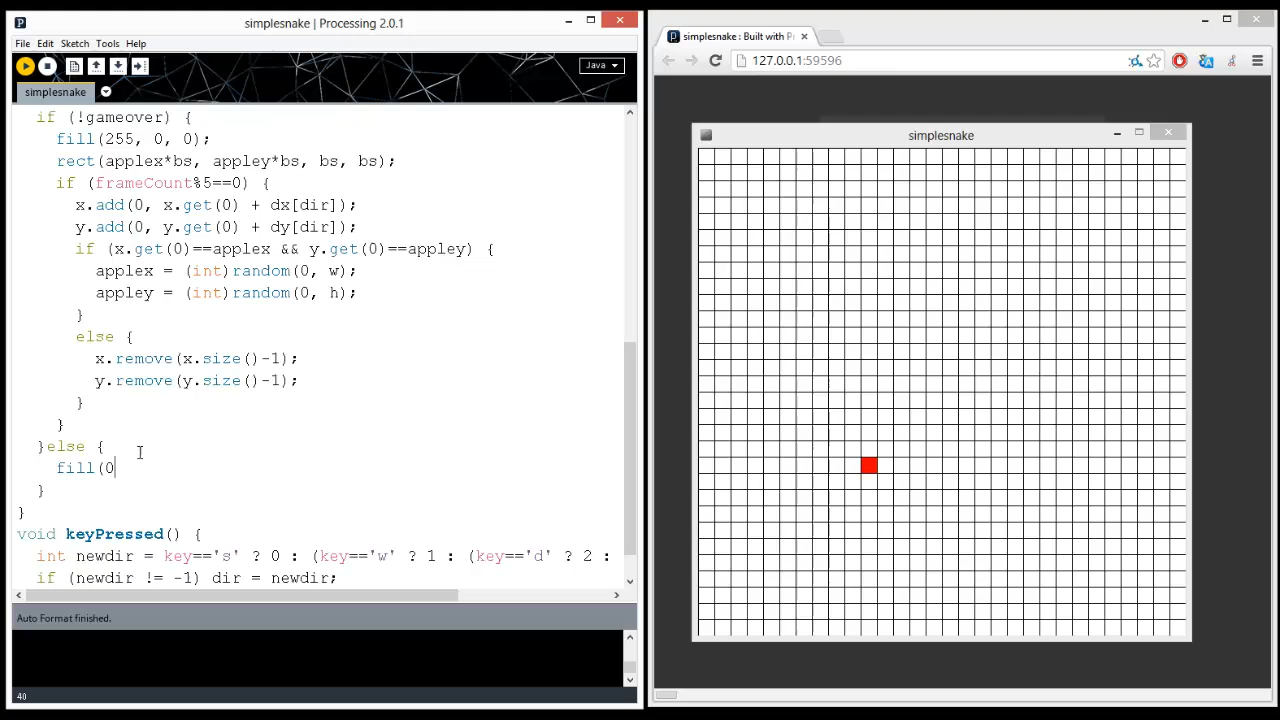 simplesnake | Processing 2.0.1
File Edit Sketch Tools Help
Java
simplesnake
if (!gameover) {
fill(255, 0, 0);
rect(applex*bs, appley*bs, bs, bs);
if (frameCount%5==0) {
x.add(0, x.get(0) + dx[dir]);
y.add(0, y.get(0) + dy[dir]);
if (x.get(0)==applex && y.get(0)==appley) {
applex = (int)random(0, w);
appley = (int)random(0, h);
}
else {
x.remove(x.size()-1);
y.remove(y.size()-1);
}
}
}else {
fill(0
}
}
void keyPressed() {
int newdir = key=='s' ? 0 : (key=='w' ? 1 : (key=='d' ? 2 :
if (newdir != -1) dir = newdir;
Auto Format finished.
40
simplesnake : Built with Pr
127.0.0.1:59596
simplesnake